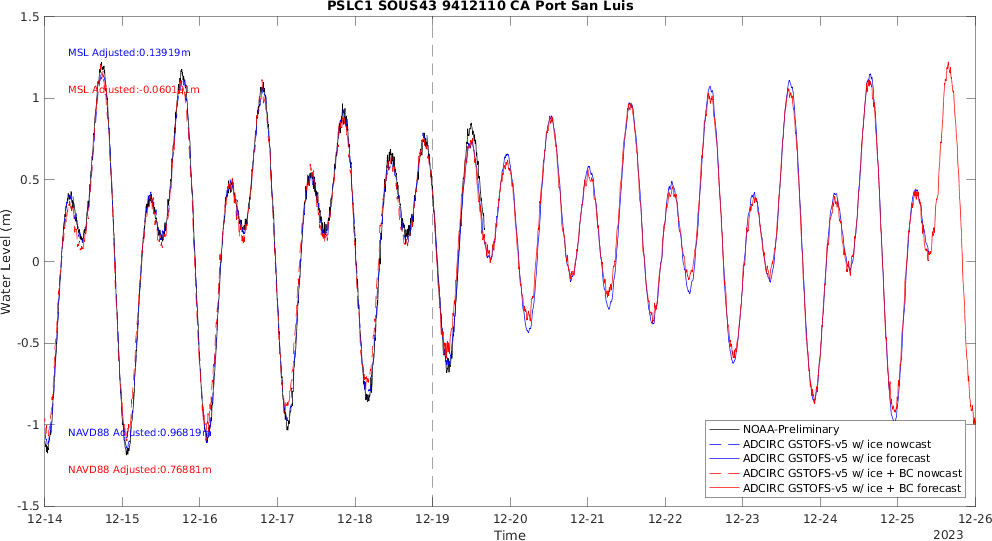 PSLC1 SOUS43 9412110 CA Port San Luis
1.5
1
0.5
0
-0.5
-1
-1.5
Water Level (m)
MSL Adjusted:0.13919m
MSL Adjusted:-0.0601
NAVD88 Adjusted:0.96819m
NAVD88 Adjusted:0.76881m
NOAA-Preliminary
ADCIRC GSTOFS-v5 w/ ice nowcast
ADCIRC GSTOFS-v5 w/ ice forecast
ADCIRC GSTOFS-v5 w/ ice + BC nowcast
ADCIRC GSTOFS-v5 w/ ice + BC forecast
12-14 12-15 12-16 12-17 12-18 12-19 12-20 12-21 12-22 12-23 12-24 12-25 12-26
Time
2023